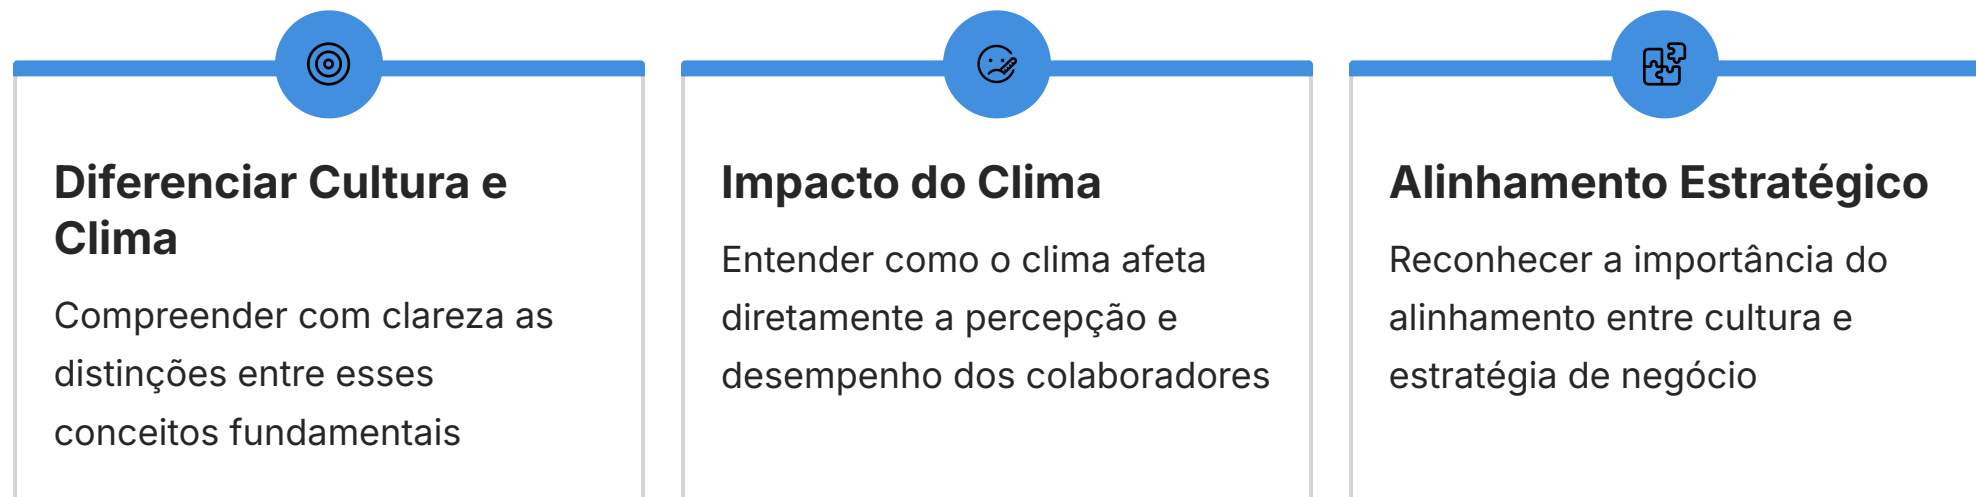 Diferenciar Cultura e
Clima
Compreender com clareza as
distinções entre esses
conceitos fundamentais
Impacto do Clima
Entender como o clima afeta
diretamente a percepção e
desempenho dos colaboradores
Alinhamento Estratégico
Reconhecer a importância do
alinhamento entre cultura e
estratégia de negócio